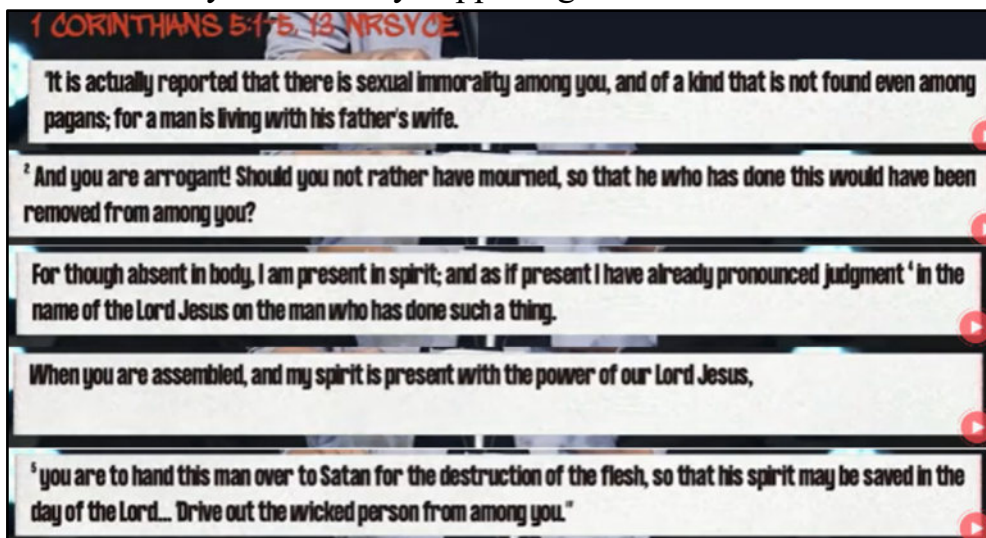 1 CORINTHIANS 5:1-5, 13 NRSVCE
"It is actually reported that there is sexual immorality among you, and of a kind that is not found even among
pagans; for a man is living with his father's wife.
² And you are arrogant! Should you not rather have mourned, so that he who has done this would have been
removed from among you?
For though absent in body, I am present in spirit; and as if present I have already pronounced judgment ⁴ in the
name of the Lord Jesus on the man who has done such a thing.
When you are assembled, and my spirit is present with the power of our Lord Jesus,
⁵ you are to hand this man over to Satan for the destruction of the flesh, so that his spirit may be saved in the
day of the Lord... "Drive out the wicked person from among you."